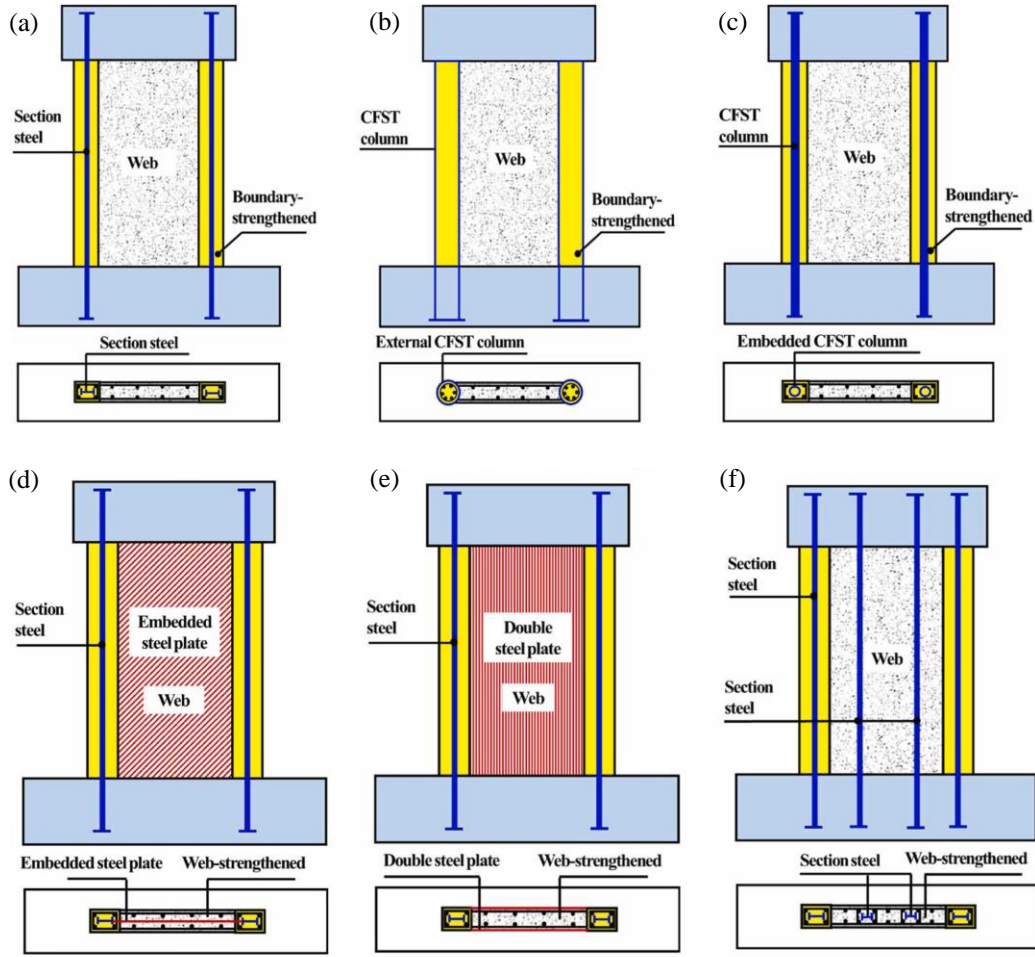 (a)
Section
steel
Web
Boundary-
strengthened
Section steel
(b)
CFST
column
Web
Boundary-
strengthened
External CFST column
(c)
CFST
column
Web
Boundary-
strengthened
Embedded CFST column
(d)
Section
steel
Embedded
steel plate
Web
Embedded steel plate
Web-strengthened
(e)
Section
steel
Double
steel plate
Web
Double steel plate
Web-strengthened
(f)
Section
steel
Web
Section
steel
Section steel
Web-strengthened